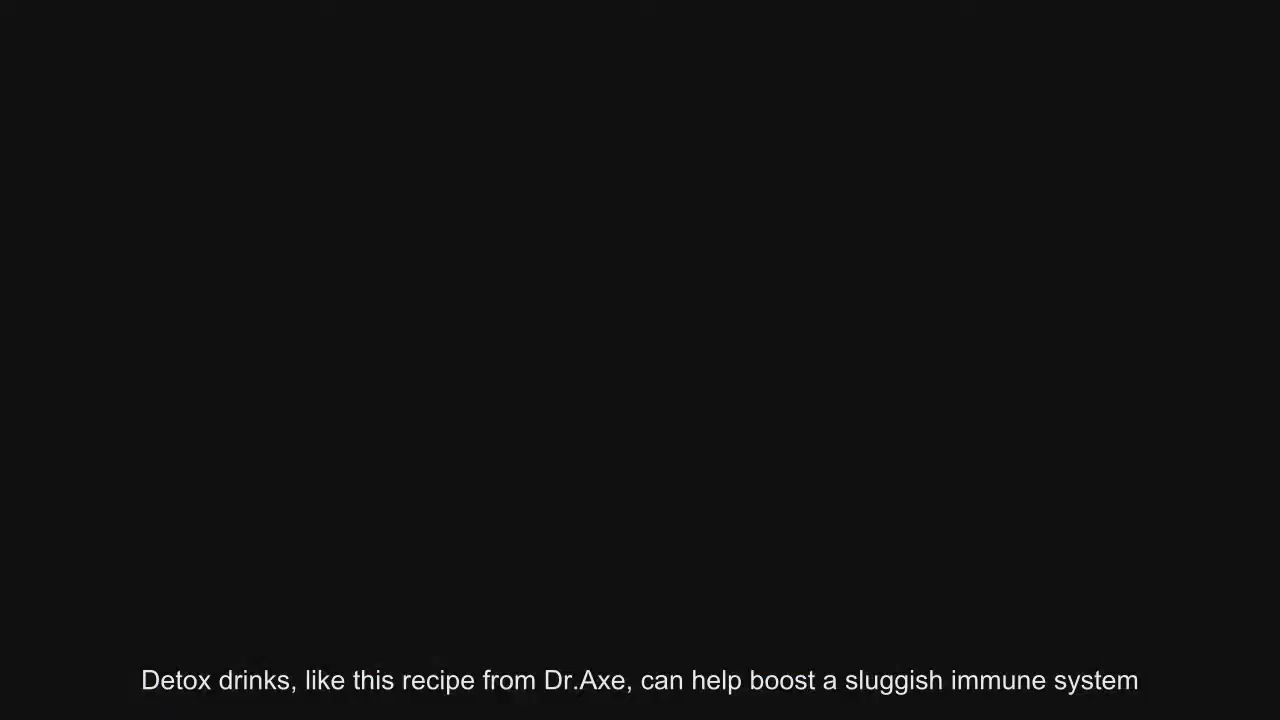 Detox drinks, like this recipe from Dr.Axe, can help boost a sluggish immune system